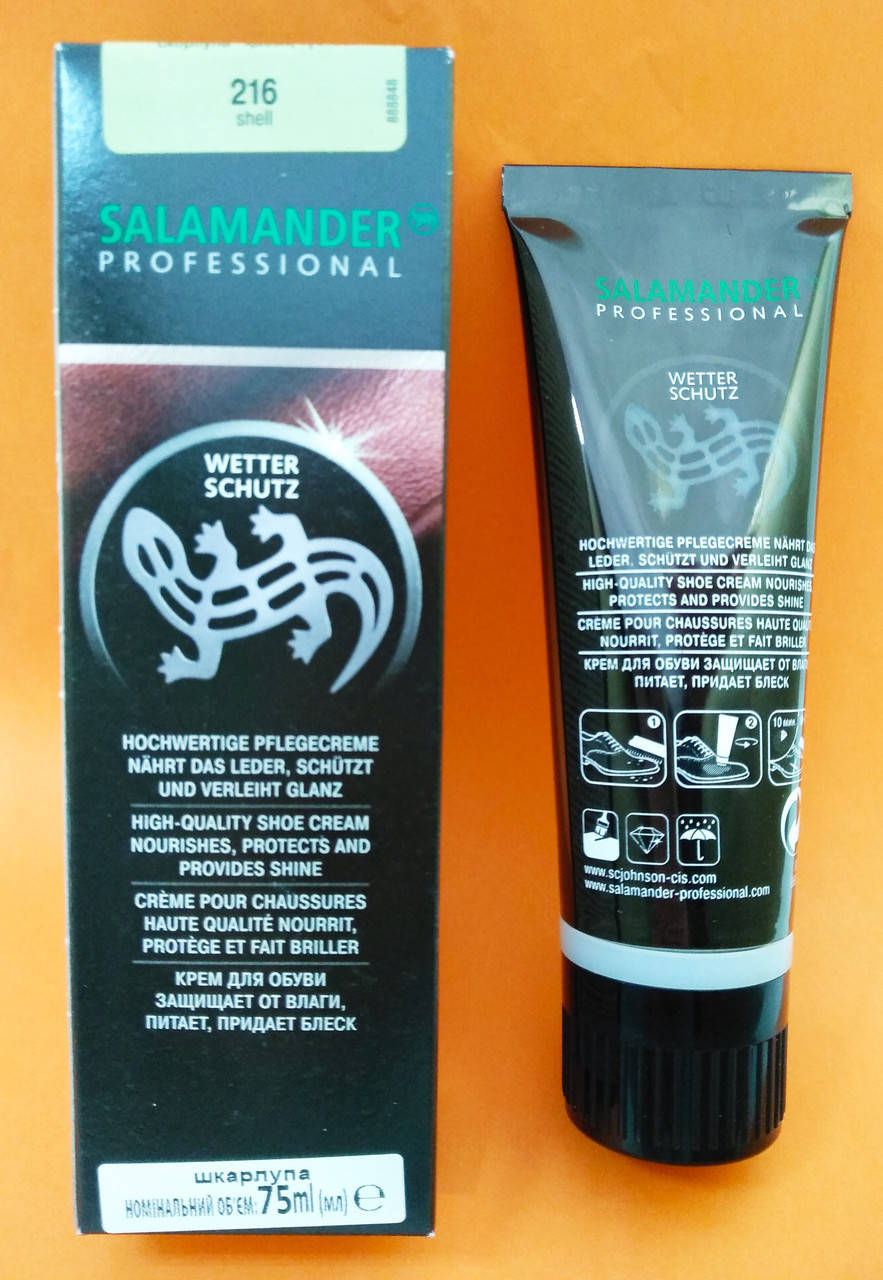 216
shell
888848
SALAMANDER
PROFESSIONAL
WETTER
SCHUTZ
HOCHWERTIGE PFLEGECREME
NÄHRT DAS LEDER, SCHÜTZT
UND VERLEIHT GLANZ
HIGH-QUALITY SHOE CREAM
NOURISHES, PROTECTS AND
PROVIDES SHINE
CRÈME POUR CHAUSSURES
HAUTE QUALITÉ NOURRIT,
PROTÈGE ET FAIT BRILLER
КРЕМ ДЛЯ ОБУВИ
ЗАЩИЩАЕТ ОТ ВЛАГИ,
ПИТАЕТ, ПРИДАЕТ БЛЕСК
шкарлупа
НОМІНАЛЬНИЙ ОБ'ЄМ: 75ml (мл) e
SALAMANDER
PROFESSIONAL
WETTER
SCHUTZ
HOCHWERTIGE PFLEGECREME NÄHRT DAS
LEDER, SCHÜTZT UND VERLEIHT GLANZ
HIGH-QUALITY SHOE CREAM NOURISHES
PROTECTS AND PROVIDES SHINE
CRÈME POUR CHAUSSURES HAUTE
NOURRIT, PROTÈGE ET FAIT BRILLER
КРЕМ ДЛЯ ОБУВИ ЗАЩИЩАЕТ ОТ
ПИТАЕТ, ПРИДАЕТ БЛЕСК
1
2
10 мин.
www.scjohnson-cis.com
www.salamander-professional.com